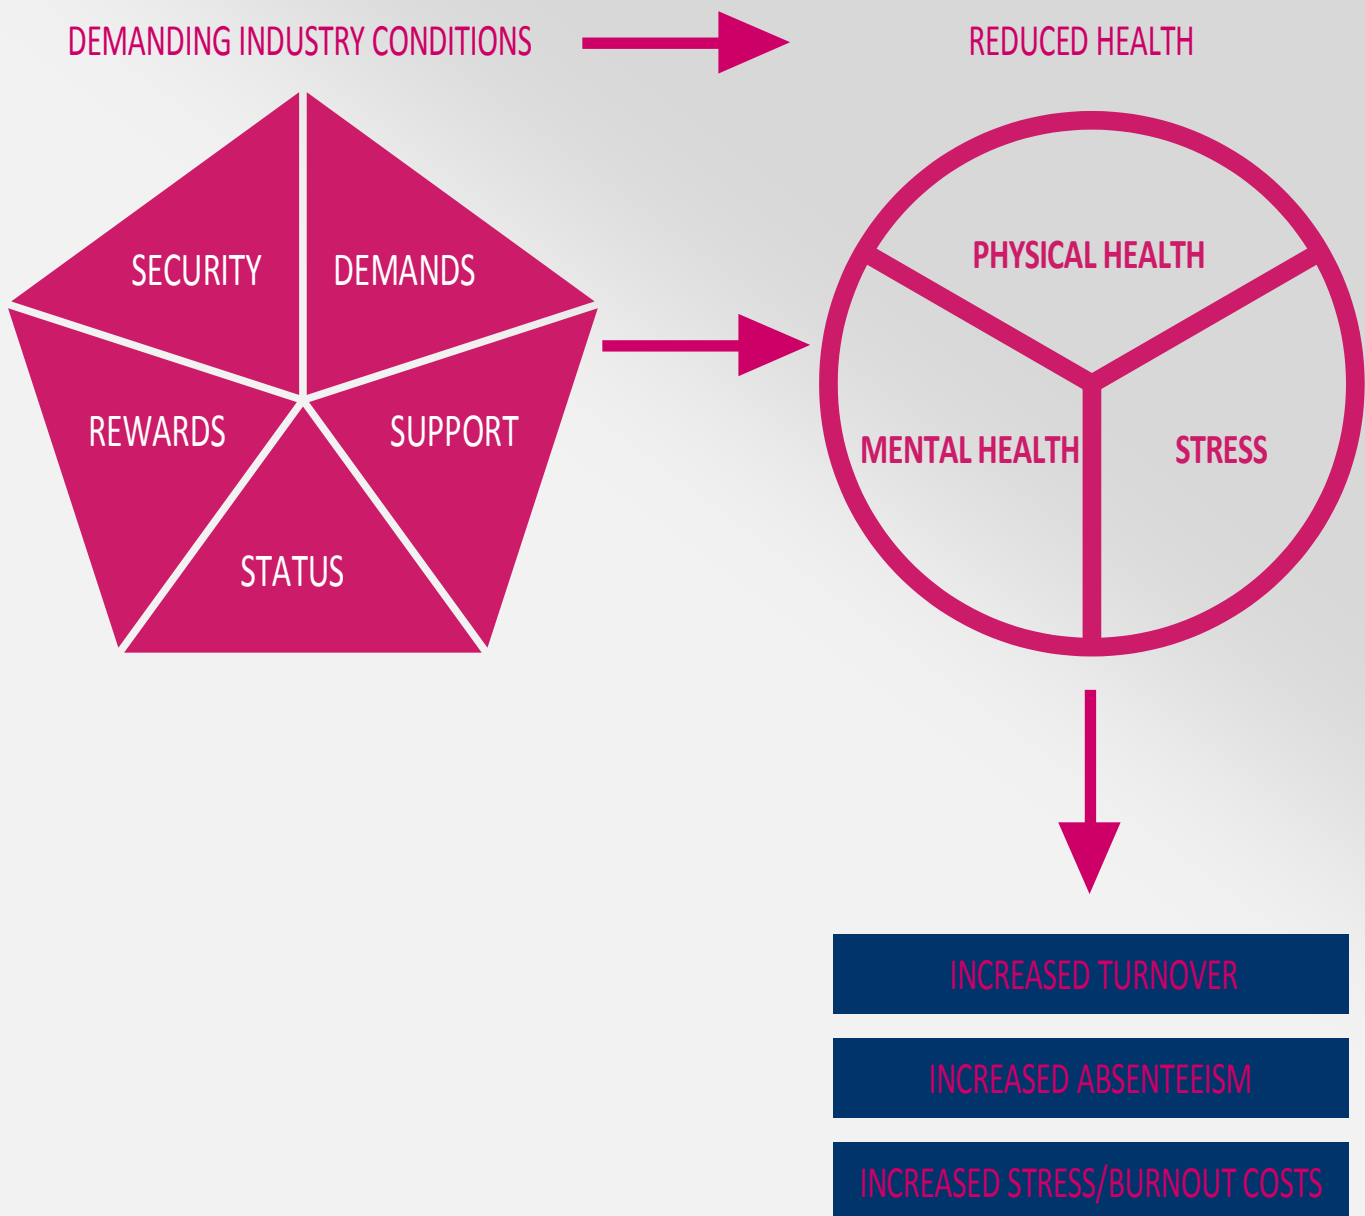 DEMANDING INDUSTRY CONDITIONS
REDUCED HEALTH
SECURITY
DEMANDS
REWARDS
SUPPORT
STATUS
PHYSICAL HEALTH
MENTAL HEALTH
STRESS
INCREASED TURNOVER
INCREASED ABSENTEEISM
INCREASED STRESS/BURNOUT COSTS